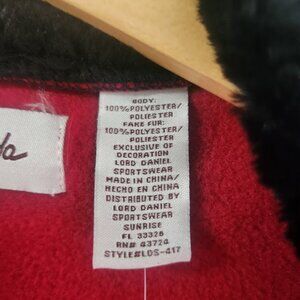 BODY:
100%POLYESTER/
POLIESTER
FAKE FUR:
100%POLYESTER/
POLIESTER
EXCLUSIVE OF
DECORATION
LORD DANIEL
SPORTSWEAR
MADE IN CHINA/
HECHO EN CHINA
DISTRIBUTED BY
LORD DANIEL
SPORTSWEAR
SUNRISE
FL 33326
RN# 43724
STYLE#LDS-417